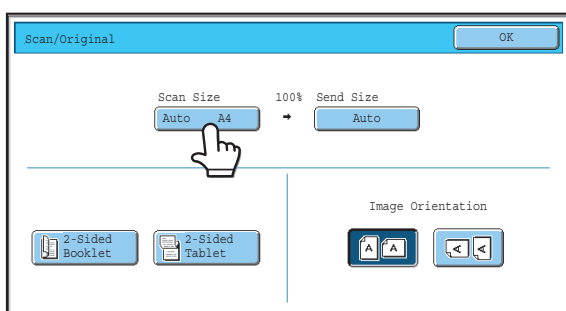 Scan/Original OK
Scan Size 100% Send Size
Auto A4 Auto
Image Orientation
2-Sided
Booklet
2-Sided
Tablet
A A A A